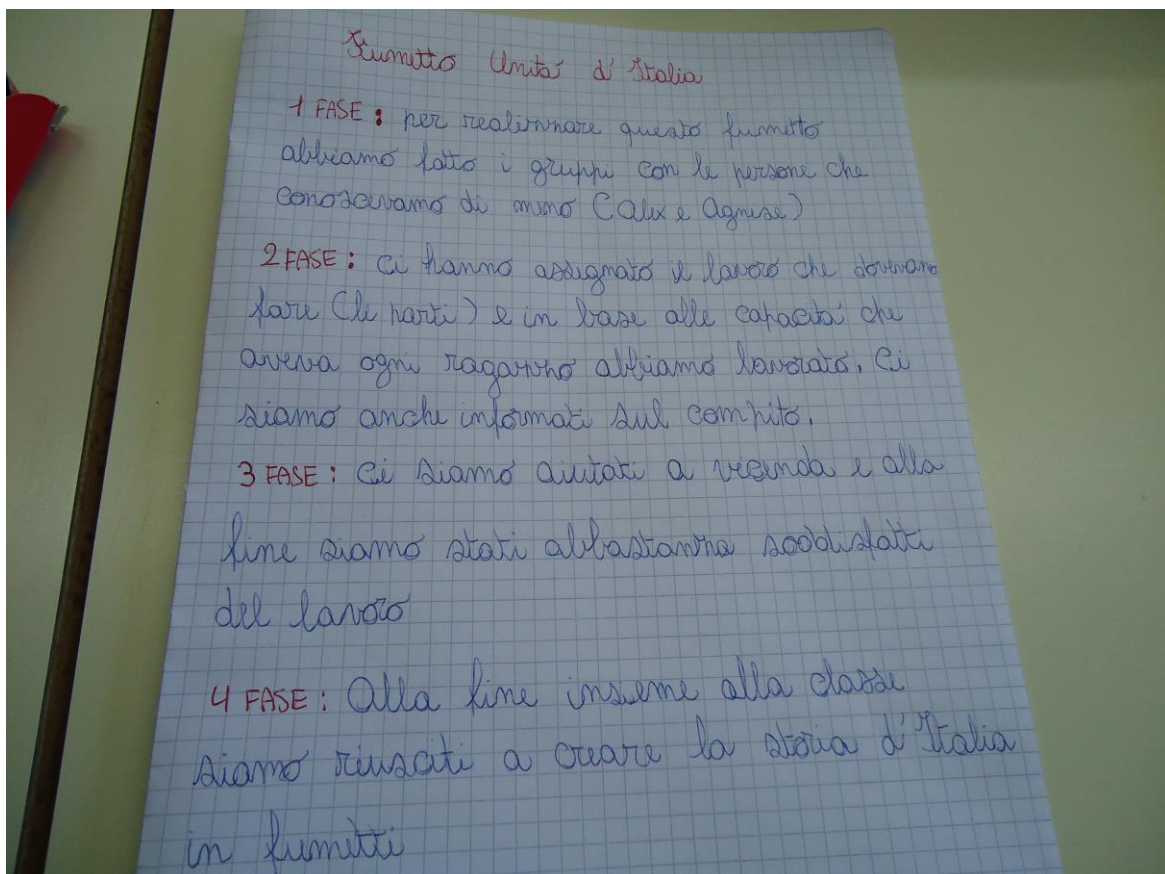 Fumetto Unità d'Italia
1 FASE: per realizzare questo fumetto
abbiamo fatto i gruppi con le persone che
conoscevamo di meno (Alex e Agnese)
2 FASE: ci hanno assegnato il lavoro che dovevamo
fare (le parti) e in base alle capacità che
aveva ogni ragazzo abbiamo lavorato. Ci
siamo anche informati sul compito.
3 FASE: Ci siamo aiutati a vicenda e alla
fine siamo stati abbastanza soddisfatti
del lavoro
4 FASE: Alla fine insieme alla classe
siamo riusciti a creare la storia d'Italia
in fumetti